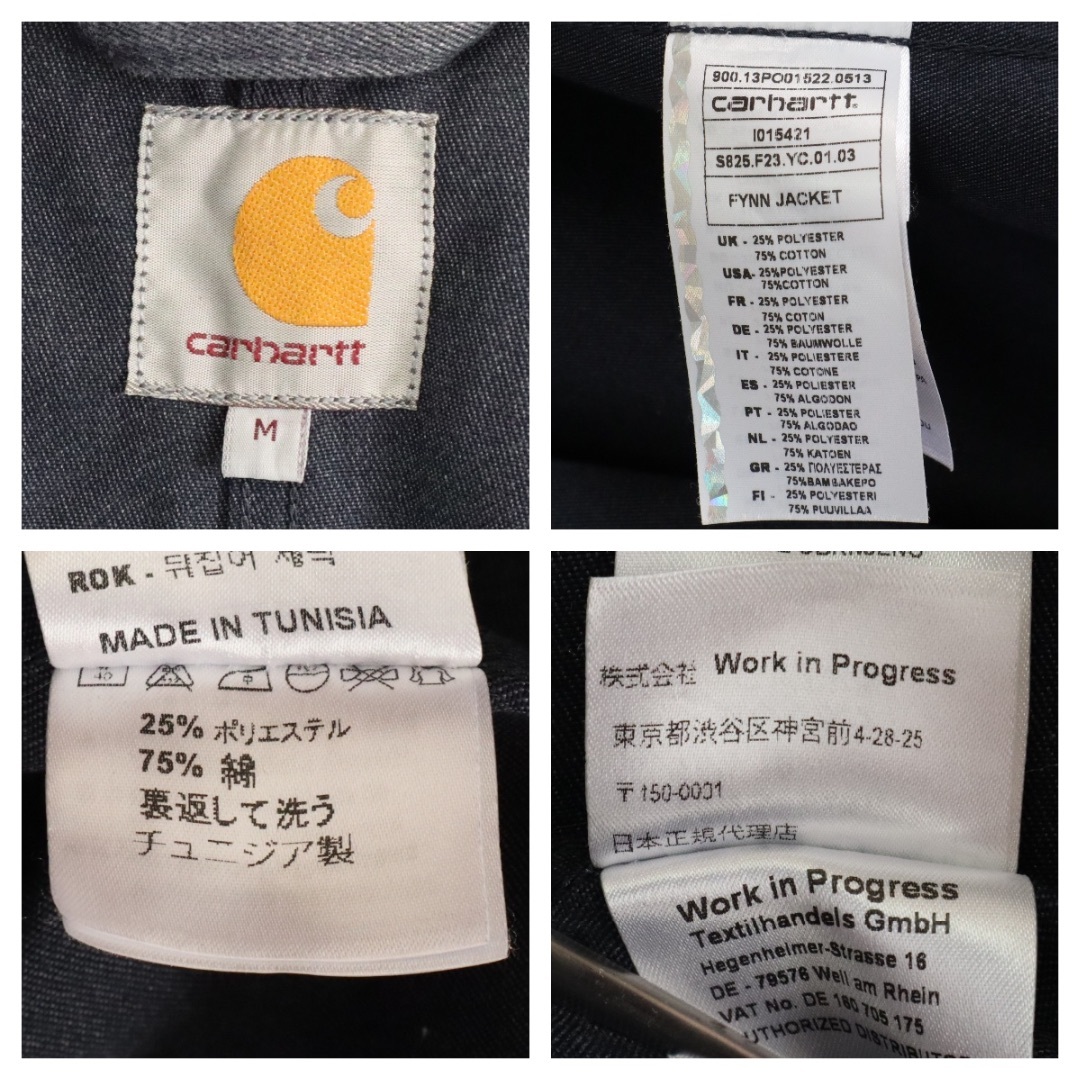 carhartt
M
900.13PO01522.0513
carhartt.
I015421
S825.F23.YC.01.03
FYNN JACKET
UK - 25% POLYESTER
75% COTTON
USA- 25%POLYESTER
75%COTTON
FR - 25% POLYESTER
75% COTON
DE - 25% POLYESTER
75% BAUMWOLLE
IT - 25% POLIESTERE
75% COTONE
ES - 25% POLIESTER
75% ALGODON
PT - 25% POLIESTER
75% ALGODAO
NL - 25% POLYESTER
75% KATOEN
GR - 25% ΠΟΛΥΕΣΤΕΡΑΣ
75%ΒΑΜΒΑΚΕΡΟ
FI - 25% POLYESTERI
75% PUUVILLAA
ROK - 뒤집어
MADE IN TUNISIA
25% ポリエステル
75% 綿
裏返して洗う
チュニジア製
株式会社 Work in Progress
東京都渋谷区神宮前4-28-25
〒150-0001
日本正規代理店
Work in Progress
Textilhandels GmbH
Hegenheimer-Strasse 16
DE - 79576 Weil am Rhein
VAT No. DE 180 705 175